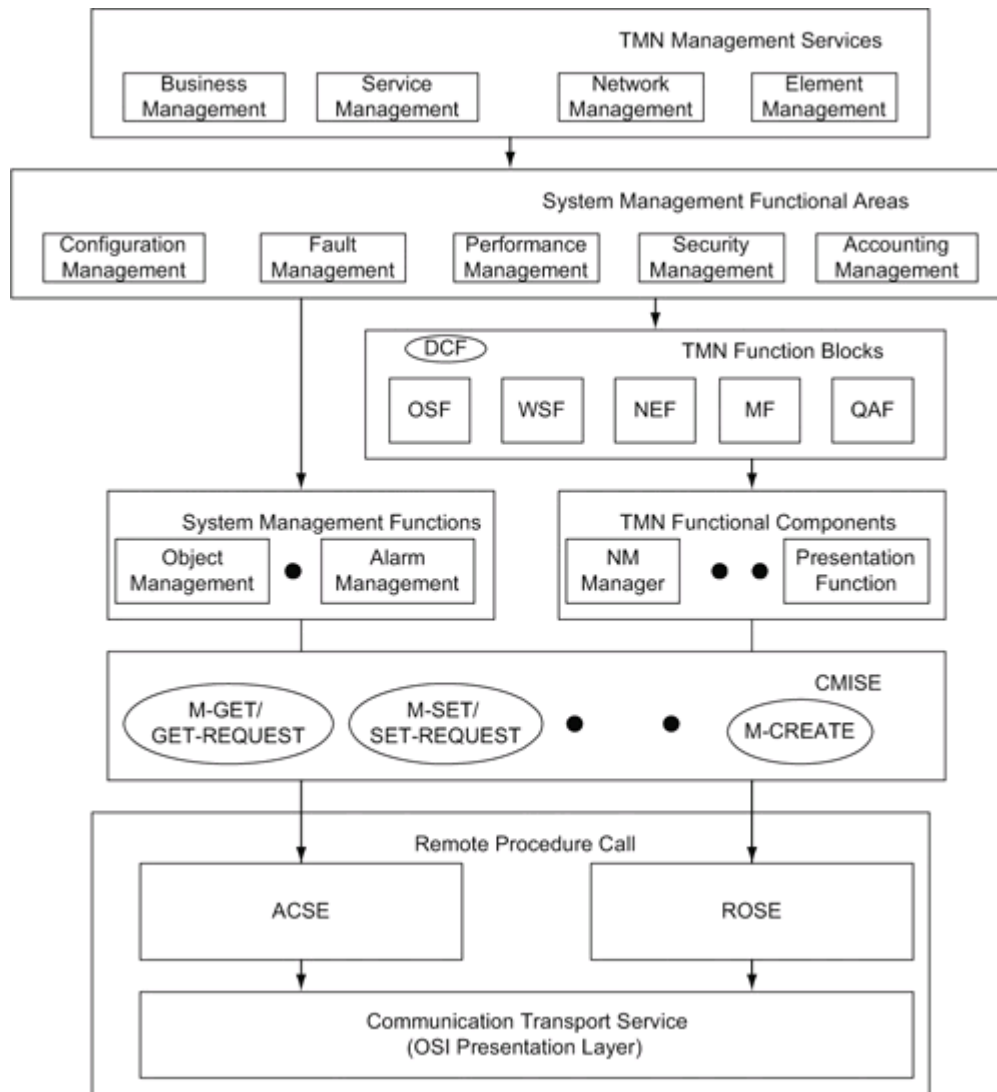 TMN Management Services
Business
Management
Service
Management
Network
Management
Element
Management
System Management Functional Areas
Configuration
Management
Fault
Management
Performance
Management
Security
Management
Accounting
Management
DCF
TMN Function Blocks
OSF
WSF
NEF
MF
QAF
System Management Functions
Object
Management
Alarm
Management
TMN Functional Components
NM
Manager
Presentation
Function
CMISE
M-GET/
GET-REQUEST
M-SET/
SET-REQUEST
M-CREATE
Remote Procedure Call
ACSE
ROSE
Communication Transport Service
(OSI Presentation Layer)